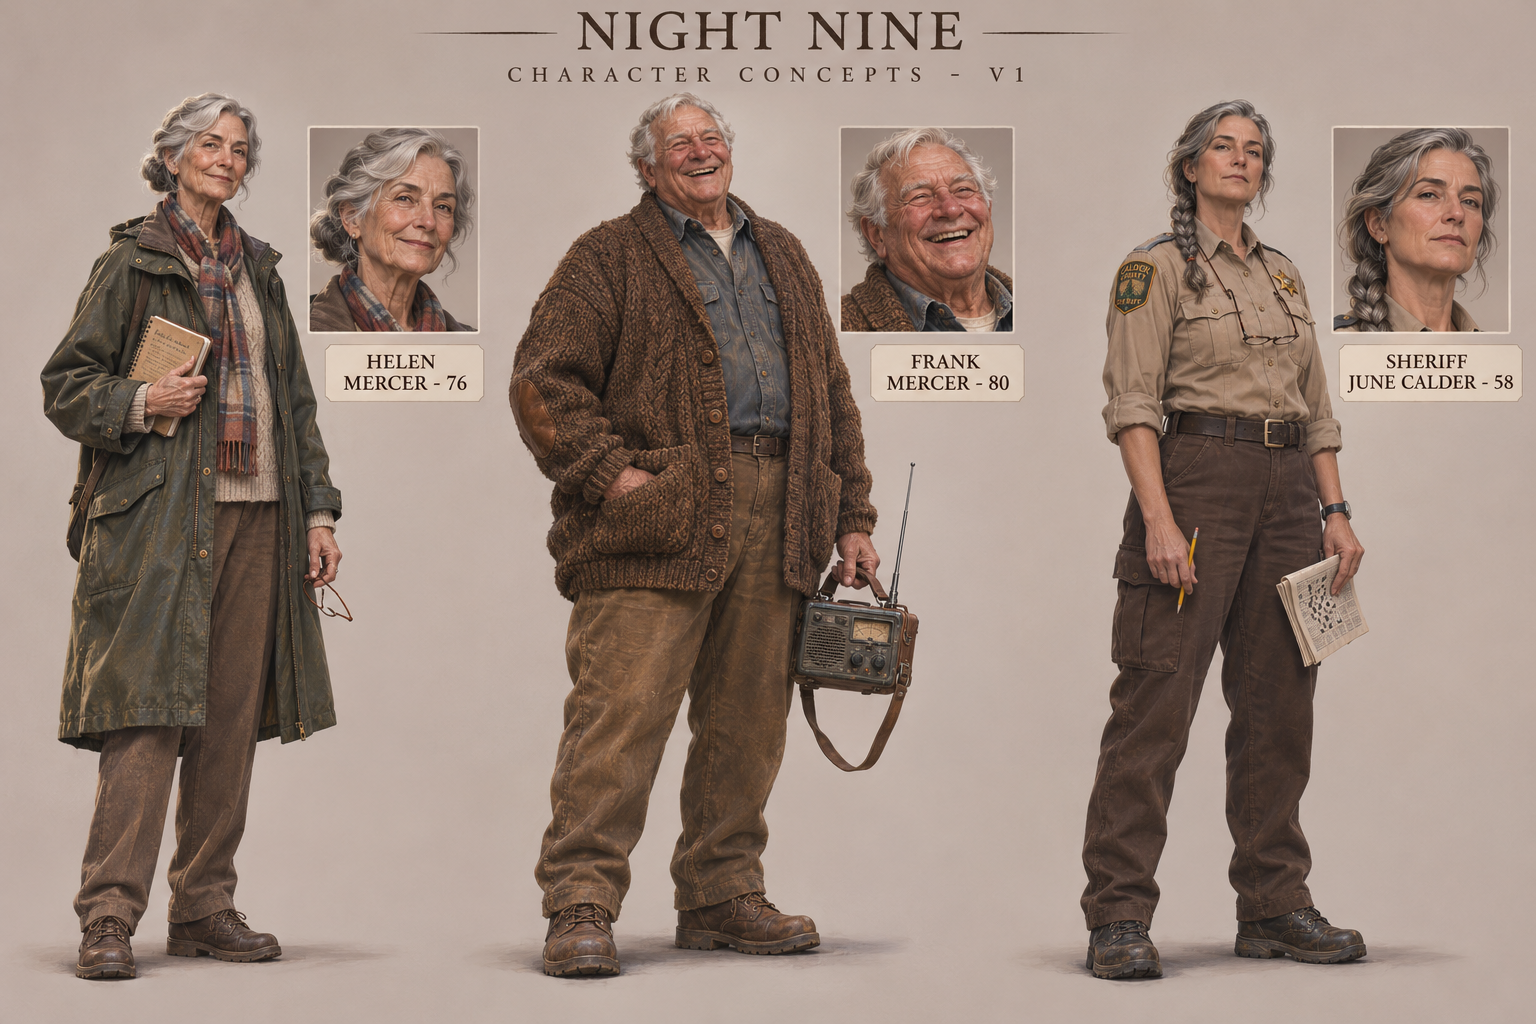 NIGHT NINE
CHARACTER CONCEPTS - V1
HELEN
MERCER - 76
FRANK
MERCER - 80
SHERIFF
JUNE CALDER - 58